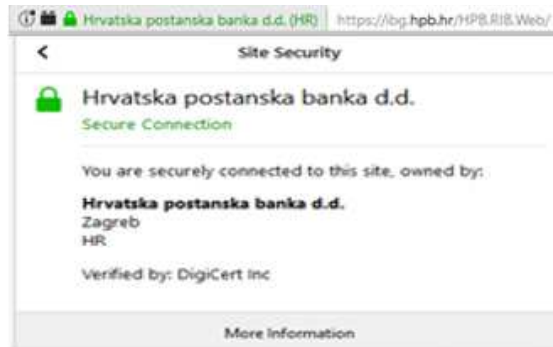 Hrvatska postanska banka d.d. (HR) https://ibg.hpb.hr/HPB.RIB.Web/
Site Security
Hrvatska postanska banka d.d.
Secure Connection
You are securely connected to this site, owned by:
Hrvatska postanska banka d.d.
Zagreb
HR
Verified by: DigiCert Inc
More Information